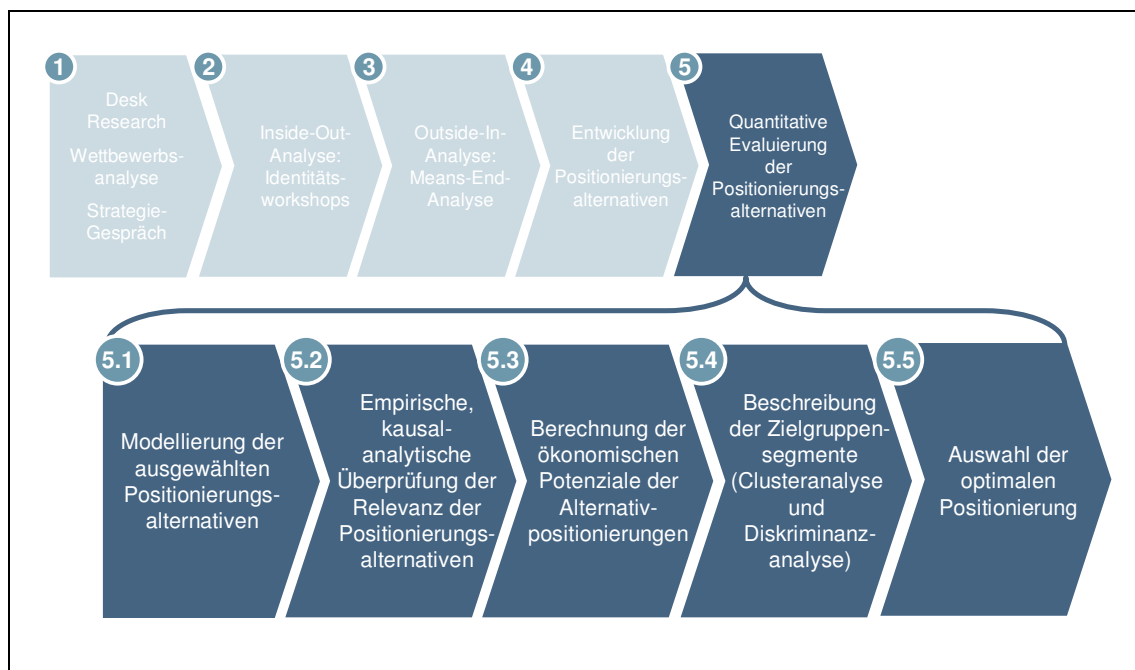 1
Desk
Research
Wettbewerbs-
analyse
Strategie-
Gespräch
2
Inside-Out-
Analyse:
Identitäts-
workshops
3
Outside-In-
Analyse:
Means-End-
Analyse
4
Entwicklung
der
Positionierungs-
alternativen
5
Quantitative
Evaluierung
der
Positionierungs-
alternativen
5.1
Modellierung der
ausgewählten
Positionierungs-
alternativen
5.2
Empirische,
kausal-
analytische
Überprüfung der
Relevanz der
Positionierungs-
alternativen
5.3
Berechnung der
ökonomischen
Potenziale der
Alternativ-
positionierungen
5.4
Beschreibung
der Zielgruppen-
segmente
(Clusteranalyse
und
Diskriminanz-
analyse)
5.5
Auswahl der
optimalen
Positionierung